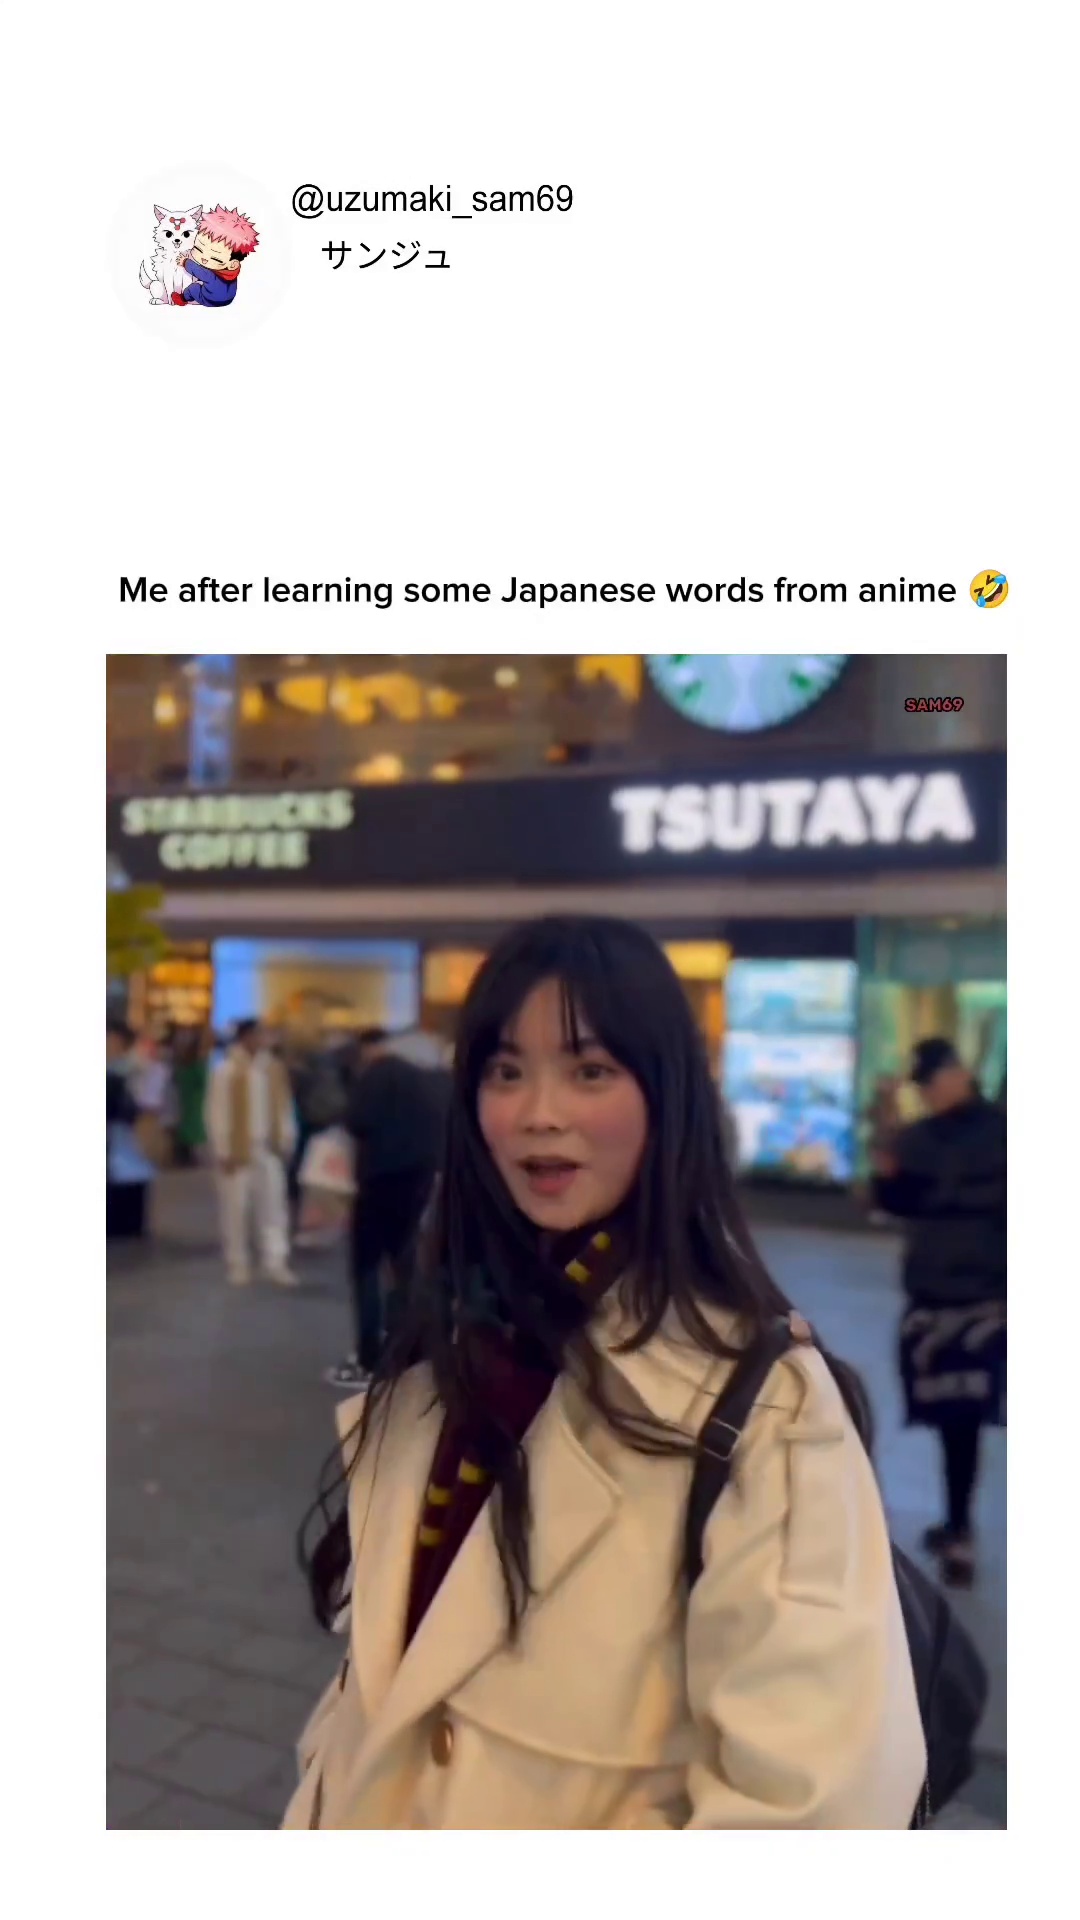 @uzumaki_sam69
サンジュ
Me after learning some Japanese words from anime 🤣
SAM69
STARBUCKS
COFFEE
TSUTAYA